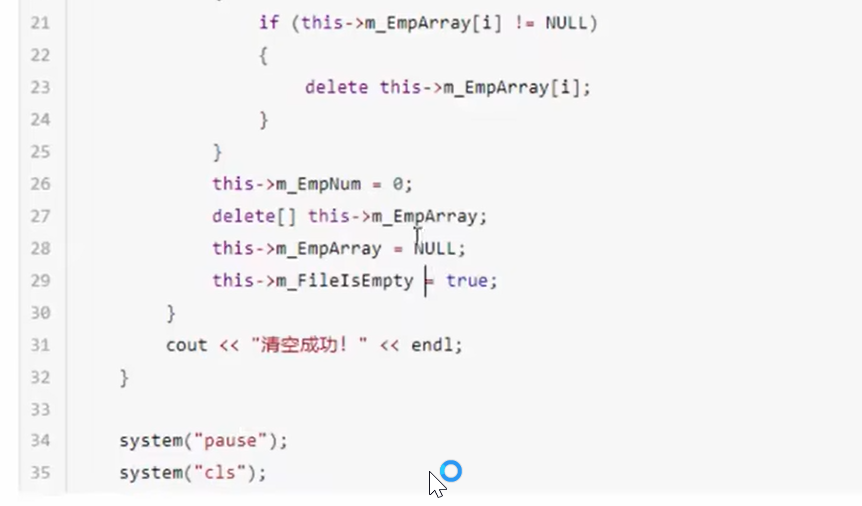 21 if (this->m_EmpArray[i] != NULL)
22 {
23 delete this->m_EmpArray[i];
24 }
25 }
26 this->m_EmpNum = 0;
27 delete[] this->m_EmpArray;
28 this->m_EmpArray = NULL;
29 this->m_FileIsEmpty = true;
30 }
31 cout << "清空成功！" << endl;
32 }
33
34 system("pause");
35 system("cls");